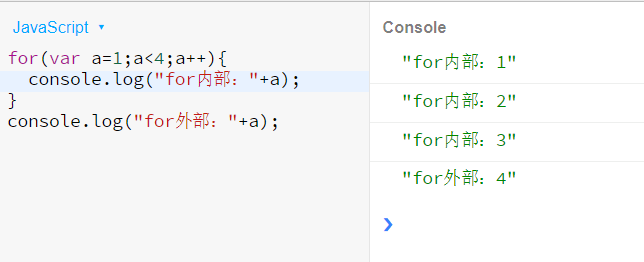 JavaScript
for(var a=1;a<4;a++){
console.log("for内部："+a);
}
console.log("for外部："+a);
Console
"for内部：1"
"for内部：2"
"for内部：3"
"for外部：4"